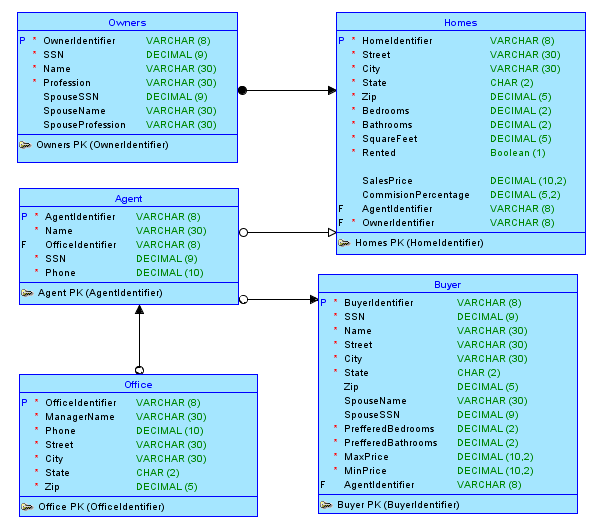 Owners
P * OwnerIdentifier VARCHAR (8)
* SSN DECIMAL (9)
* Name VARCHAR (30)
* Profession VARCHAR (30)
SpouseSSN DECIMAL (9)
SpouseName VARCHAR (30)
SpouseProfession VARCHAR (30)
Owners PK (OwnerIdentifier)
Homes
P * HomeIdentifier VARCHAR (8)
* Street VARCHAR (30)
* City VARCHAR (30)
* State CHAR (2)
* Zip DECIMAL (5)
* Bedrooms DECIMAL (2)
* Bathrooms DECIMAL (2)
* SquareFeet DECIMAL (5)
* Rented Boolean (1)
SalesPrice DECIMAL (10,2)
CommisionPercentage DECIMAL (5,2)
F AgentIdentifier VARCHAR (8)
F * OwnerIdentifier VARCHAR (8)
Homes PK (HomeIdentifier)
Agent
P * AgentIdentifier VARCHAR (8)
* Name VARCHAR (30)
F OfficeIdentifier VARCHAR (8)
* SSN DECIMAL (9)
* Phone DECIMAL (10)
Agent PK (AgentIdentifier)
Buyer
P * BuyerIdentifier VARCHAR (8)
* SSN DECIMAL (9)
* Name VARCHAR (30)
* Street VARCHAR (30)
* City VARCHAR (30)
* State CHAR (2)
Zip DECIMAL (5)
SpouseName VARCHAR (30)
SpouseSSN DECIMAL (9)
* PrefferedBedrooms DECIMAL (2)
* PrefferedBathrooms DECIMAL (2)
* MaxPrice DECIMAL (10,2)
* MinPrice DECIMAL (10,2)
F AgentIdentifier VARCHAR (8)
Buyer PK (BuyerIdentifier)
Office
P * OfficeIdentifier VARCHAR (8)
* ManagerName VARCHAR (30)
* Phone DECIMAL (10)
* Street VARCHAR (30)
* City VARCHAR (30)
* State CHAR (2)
* Zip DECIMAL (5)
Office PK (OfficeIdentifier)